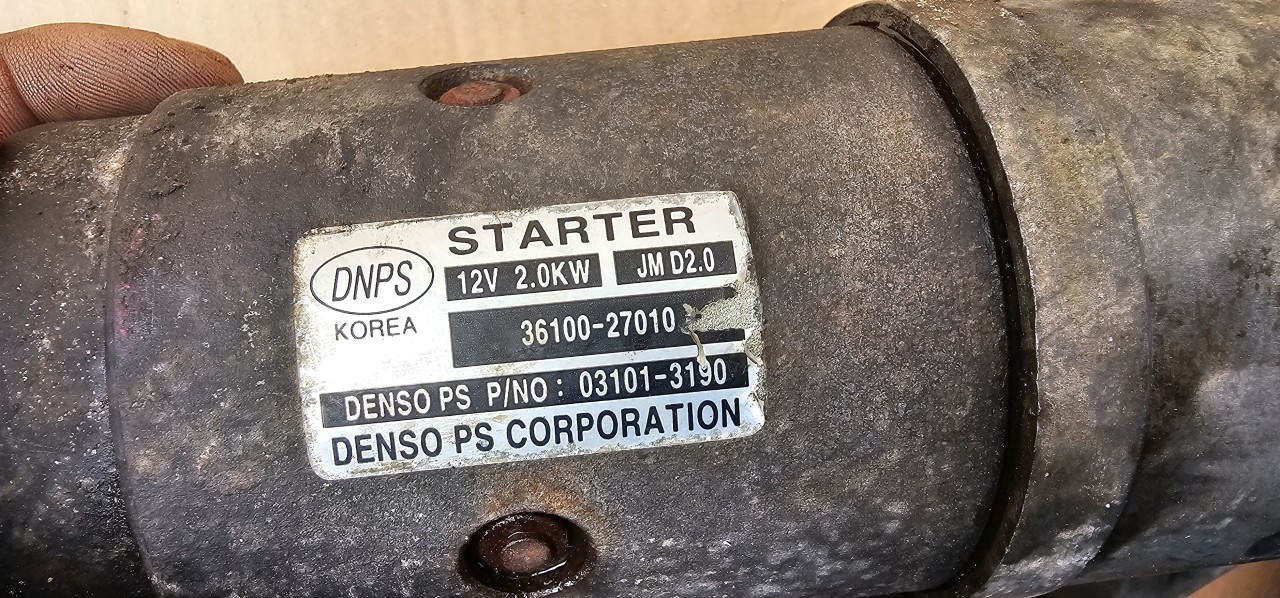 STARTER
DNPS
KOREA
12V 2.0KW
JM D2.0
36100-27010
DENSO PS P/NO : 03101-3190
DENSO PS CORPORATION